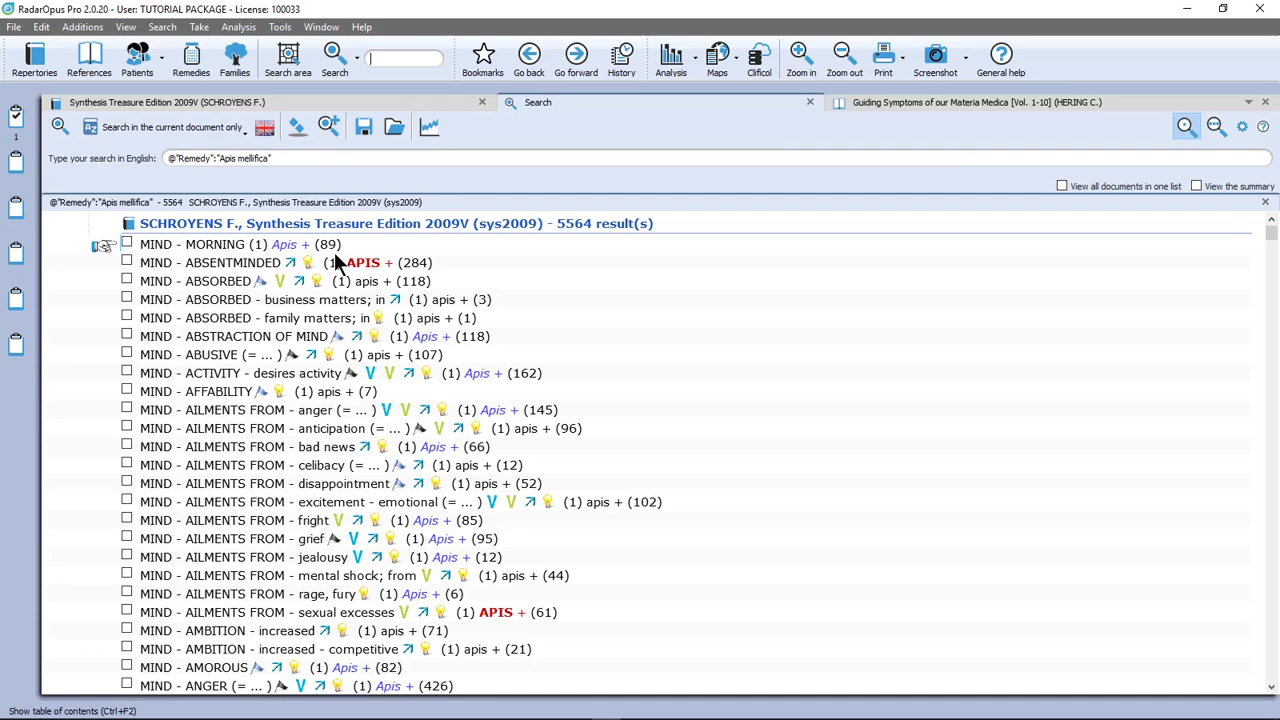 RadarOpus Pro 2.0.20 - User: TUTORIAL PACKAGE - License: 100033
File Edit Additions View Search Take Analysis Tools Window Help
Repertories References Patients Remedies Families Search area Search Bookmarks Go back Go forward History Analysis Maps Clificol Zoom in Zoom out Print Screenshot General help
Synthesis Treasure Edition 2009V (SCHROYENS F.) Search Guiding Symptoms of our Materia Medica [Vol. 1-10] (HERING C.)
1 Search in the current document only
Type your search in English: @"Remedy":"Apis mellifica"
View all documents in one list View the summary
@"Remedy":"Apis mellifica" - 5564 SCHROYENS F., Synthesis Treasure Edition 2009V (sys2009)
SCHROYENS F., Synthesis Treasure Edition 2009V (sys2009) - 5564 result(s)
MIND - MORNING (1) Apis + (89)
MIND - ABSENTMINDED (1) APIS + (284)
MIND - ABSORBED V (1) apis + (118)
MIND - ABSORBED - business matters; in (1) apis + (3)
MIND - ABSORBED - family matters; in (1) apis + (1)
MIND - ABSTRACTION OF MIND (1) Apis + (118)
MIND - ABUSIVE (= ... ) (1) apis + (107)
MIND - ACTIVITY - desires activity V V (1) Apis + (162)
MIND - AFFABILITY (1) apis + (7)
MIND - AILMENTS FROM - anger (= ... ) V V (1) Apis + (145)
MIND - AILMENTS FROM - anticipation (= ... ) V (1) apis + (96)
MIND - AILMENTS FROM - bad news (1) Apis + (66)
MIND - AILMENTS FROM - celibacy (= ... ) (1) apis + (12)
MIND - AILMENTS FROM - disappointment (1) apis + (52)
MIND - AILMENTS FROM - excitement - emotional (= ... ) V V (1) apis + (102)
MIND - AILMENTS FROM - fright V (1) Apis + (85)
MIND - AILMENTS FROM - grief V (1) Apis + (95)
MIND - AILMENTS FROM - jealousy V (1) Apis + (12)
MIND - AILMENTS FROM - mental shock; from V (1) apis + (44)
MIND - AILMENTS FROM - rage, fury (1) Apis + (6)
MIND - AILMENTS FROM - sexual excesses V (1) APIS + (61)
MIND - AMBITION - increased (1) apis + (71)
MIND - AMBITION - increased - competitive (1) apis + (21)
MIND - AMOROUS (1) Apis + (82)
MIND - ANGER (= ... ) V (1) Apis + (426)
Show table of contents (Ctrl+F2)